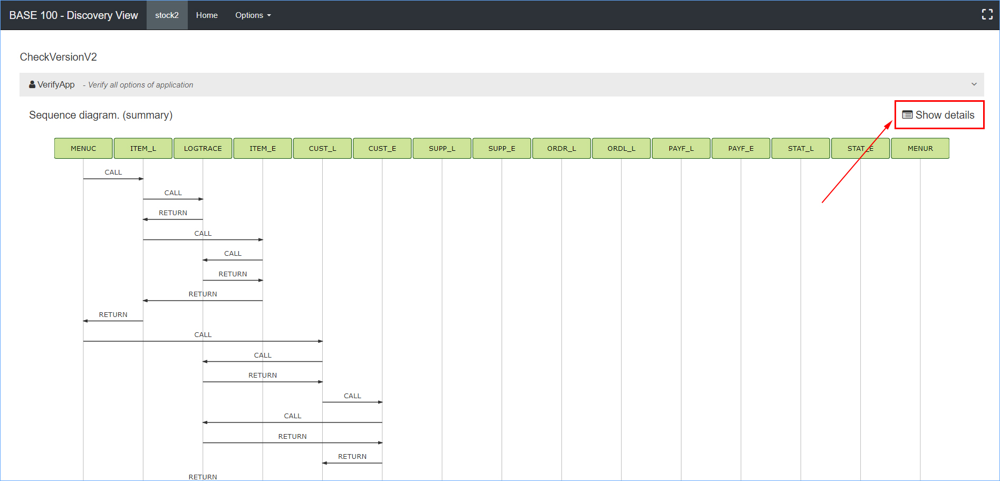 BASE 100 - Discovery View stock2 Home Options
CheckVersionV2
VerifyApp - Verify all options of application
Sequence diagram. (summary) Show details
MENUC ITEM_L LOGTRACE ITEM_E CUST_L CUST_E SUPP_L SUPP_E ORDR_L ORDL_L PAYF_L PAYF_E STAT_L STAT_E MENUR
CALL
CALL
RETURN
CALL
CALL
RETURN
RETURN
RETURN
CALL
CALL
RETURN
CALL
CALL
RETURN
RETURN
RETURN